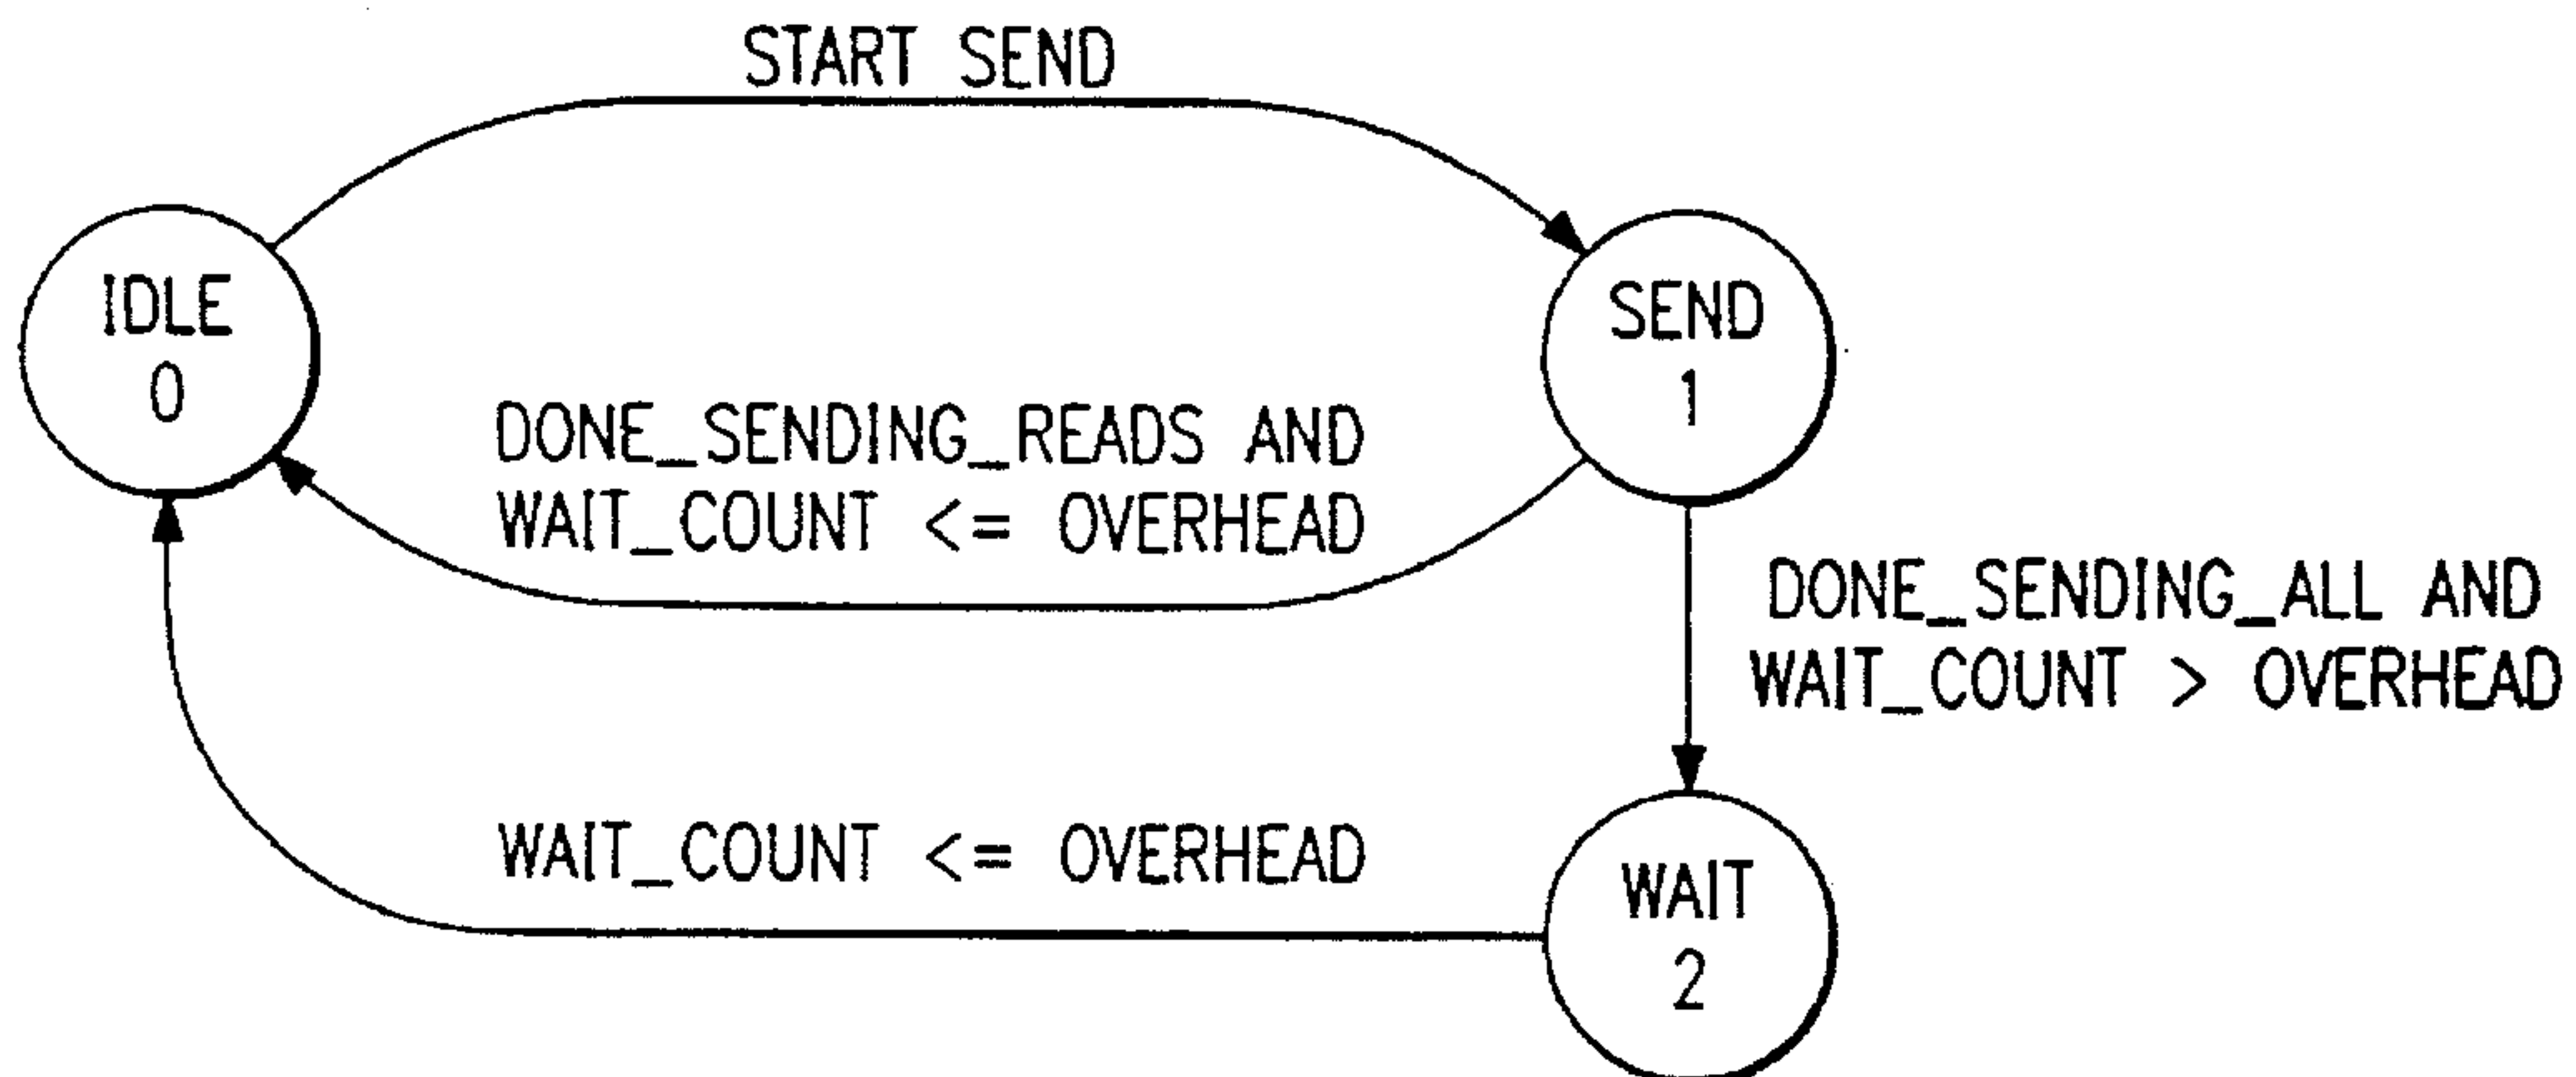 START SEND
IDLE
0
SEND
1
DONE_SENDING_READS AND
WAIT_COUNT <= OVERHEAD
DONE_SENDING_ALL AND
WAIT_COUNT > OVERHEAD
WAIT_COUNT <= OVERHEAD
WAIT
2